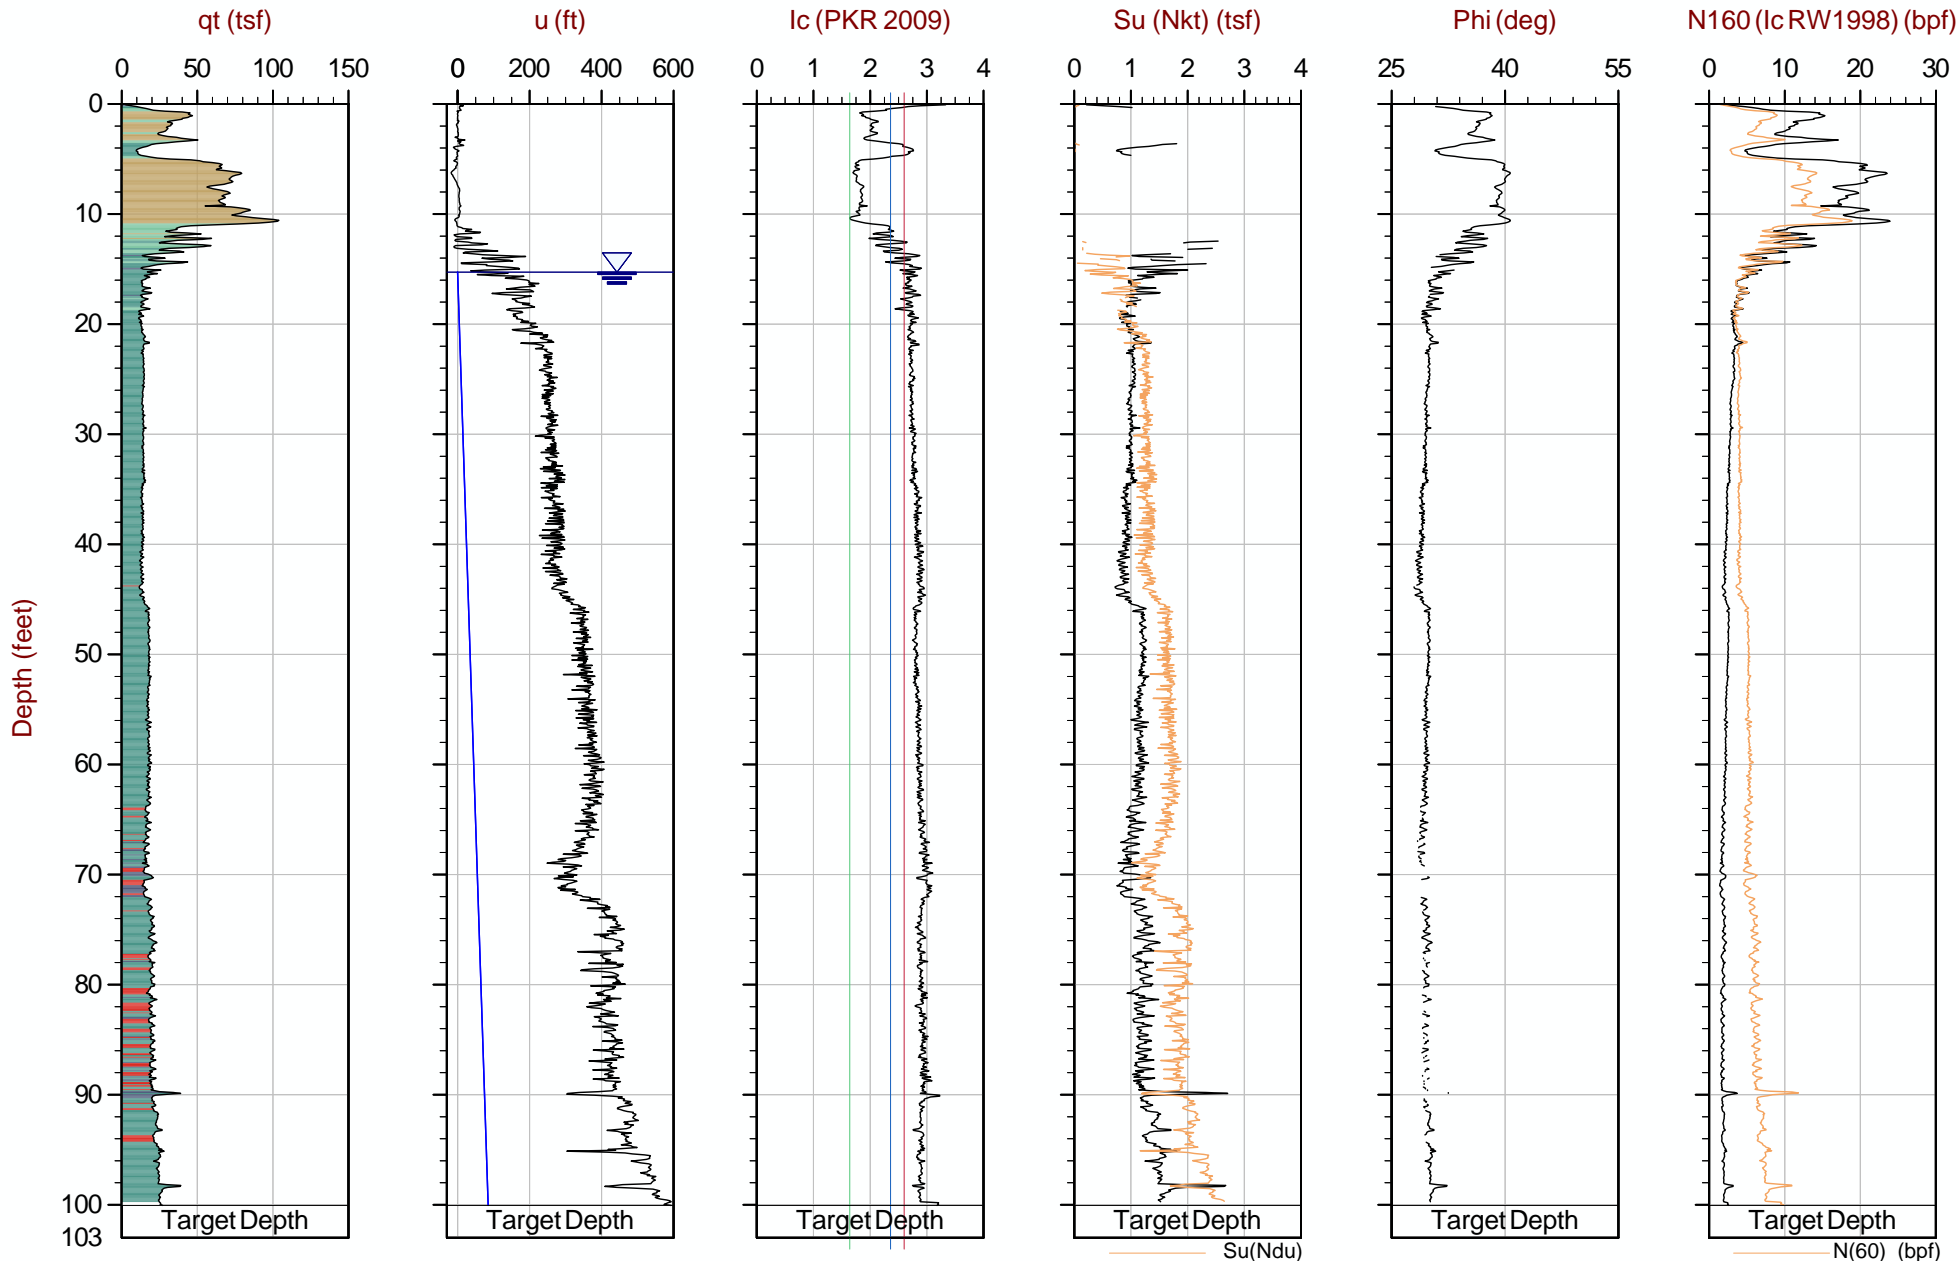 qt (tsf) u (ft) Ic (PKR 2009) Su (Nkt) (tsf) Phi (deg) N160 (Ic RW1998) (bpf)
0 50 100 150 0 200 400 600 0 1 2 3 4 0 1 2 3 4 25 40 55 0 10 20 30
0
10
20
30
40
50
60
70
80
90
100
103
Depth (feet)
Target Depth Target Depth Target Depth Target Depth Target Depth Target Depth
Su(Ndu) N(60) (bpf)